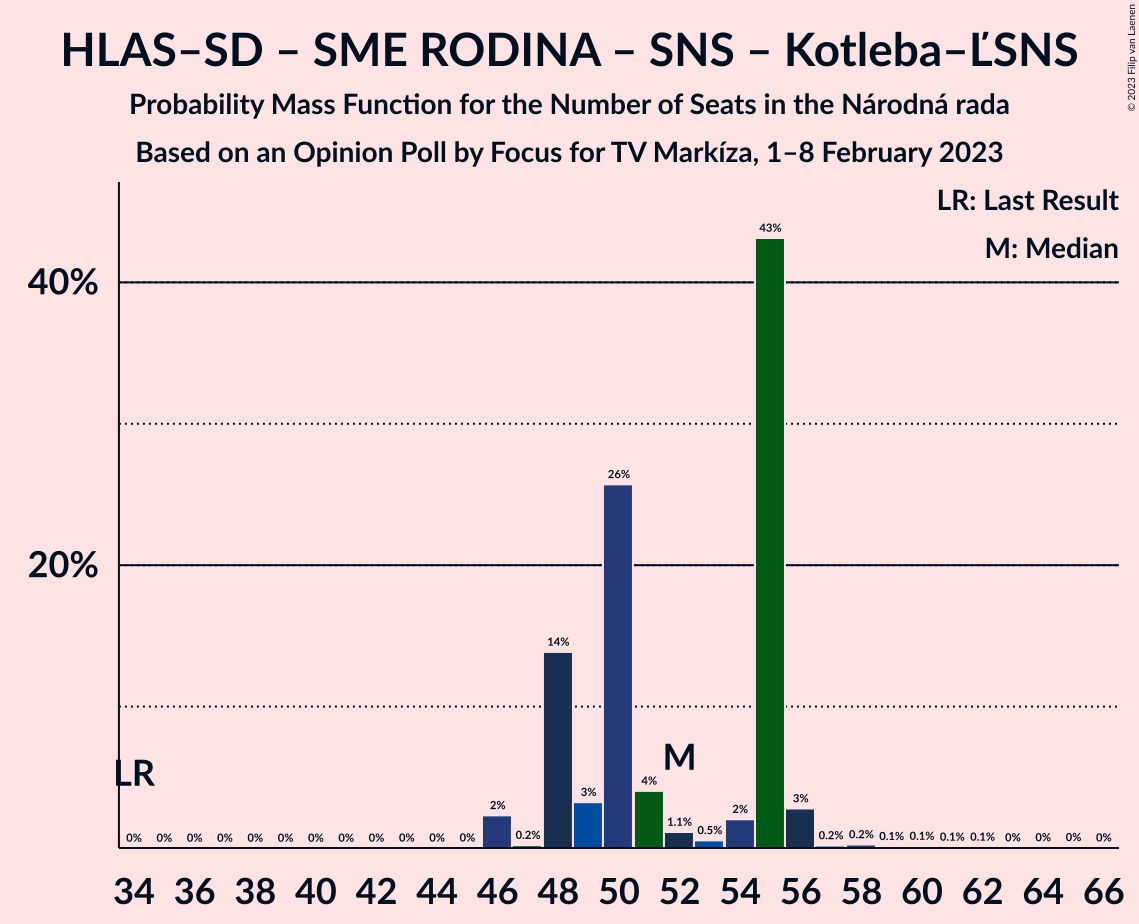 HLAS–SD – SME RODINA – SNS – Kotleba–ĽSNS
Probability Mass Function for the Number of Seats in the Národná rada
Based on an Opinion Poll by Focus for TV Markíza, 1–8 February 2023
© 2023 Filip van Laenen
LR: Last Result
M: Median
43%
40%
26%
20%
14%
M
LR
0% 0% 0% 0% 0% 0% 0% 0% 0% 0% 0% 0% 2% 0.2% 3% 4% 1.1% 0.5% 2% 3% 0.2% 0.2% 0.1% 0.1% 0.1% 0.1% 0% 0% 0% 0%
34 36 38 40 42 44 46 48 50 52 54 56 58 60 62 64 66